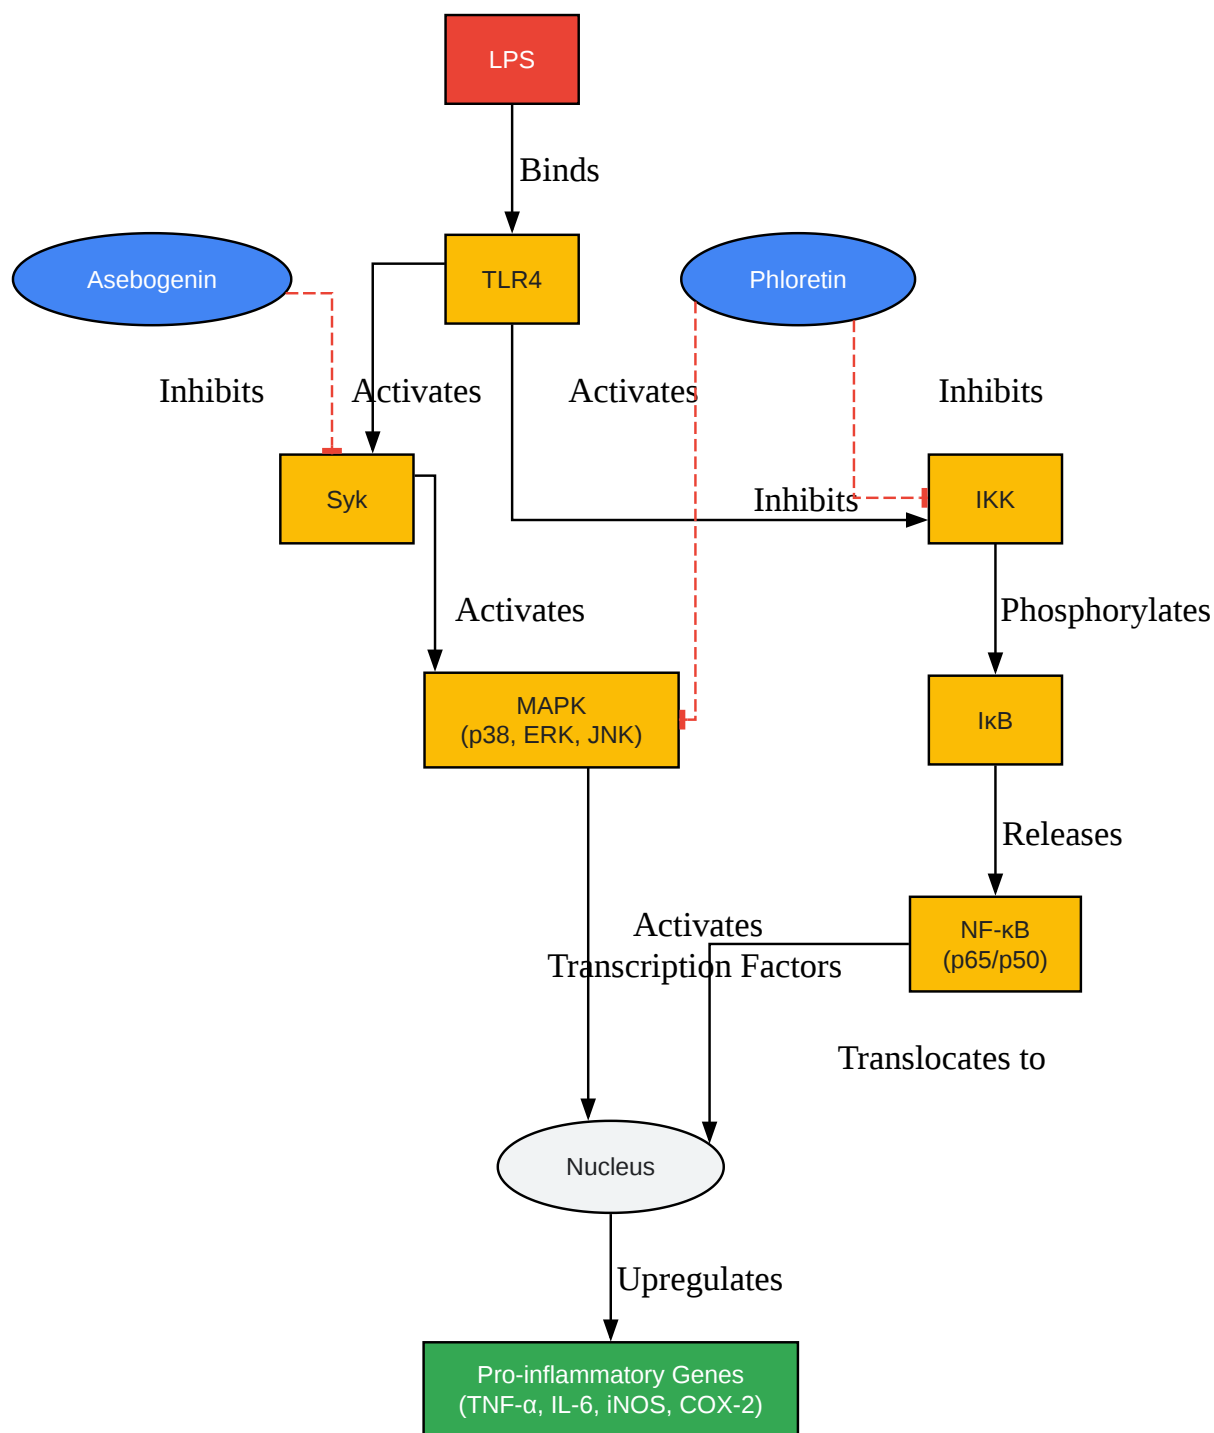 LPS
Binds
Asebogenin
TLR4
Phloretin
Inhibits
Activates
Activates
Inhibits
Syk
Inhibits
IKK
Activates
Phosphorylates
MAPK
(p38, ERK, JNK)
IκB
Releases
Activates
Transcription Factors
NF-κB
(p65/p50)
Translocates to
Nucleus
Upregulates
Pro-inflammatory Genes
(TNF-α, IL-6, iNOS, COX-2)